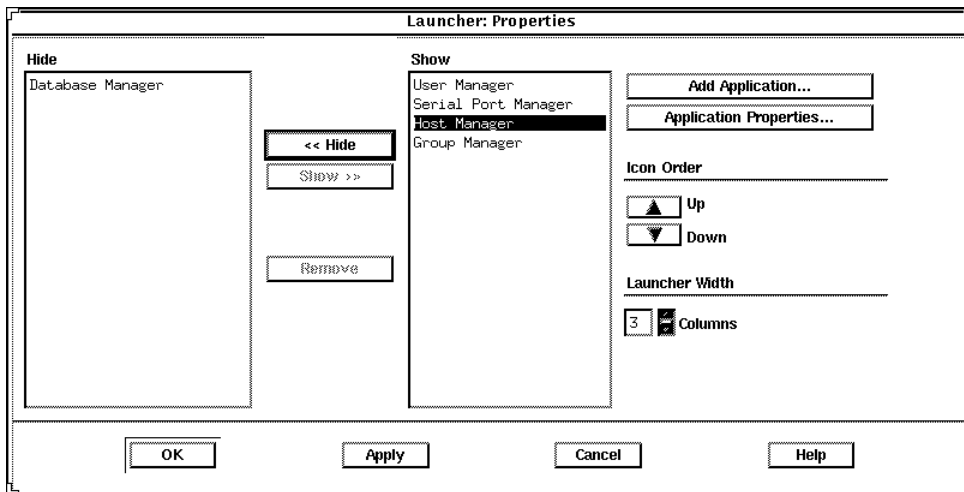 Launcher: Properties
Hide
Database Manager
<< Hide
Show >>
Remove
Show
User Manager
Serial Port Manager
Host Manager
Group Manager
Add Application...
Application Properties...
Icon Order
Up
Down
Launcher Width
3 Columns
OK Apply Cancel Help